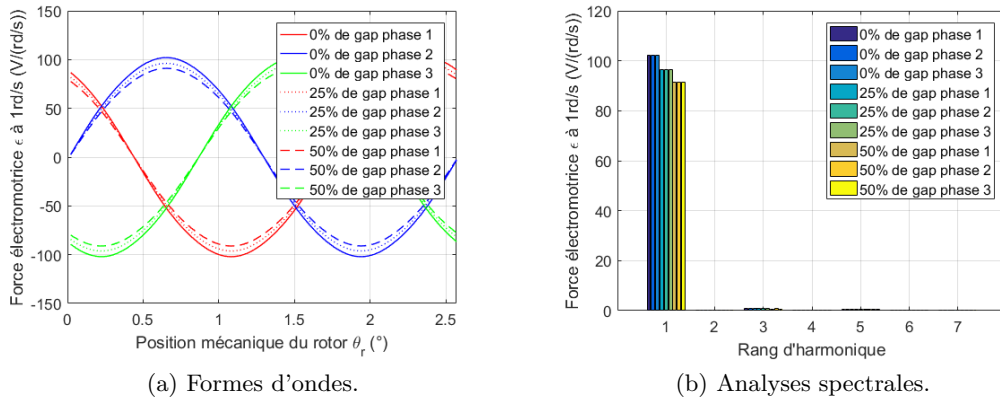 Force électromotrice ϵ à 1rd/s (V/(rd/s))
150
100
50
0
-50
-100
-150
0
0.5
1
1.5
2
2.5
Position mécanique du rotor θr (°)
0% de gap phase 1
0% de gap phase 2
0% de gap phase 3
25% de gap phase 1
25% de gap phase 2
25% de gap phase 3
50% de gap phase 1
50% de gap phase 2
50% de gap phase 3
(a) Formes d'ondes.
Force électromotrice ϵ à 1rd/s (V/(rd/s))
120
100
80
60
40
20
0
1
2
3
4
5
6
7
Rang d'harmonique
0% de gap phase 1
0% de gap phase 2
0% de gap phase 3
25% de gap phase 1
25% de gap phase 2
25% de gap phase 3
50% de gap phase 1
50% de gap phase 2
50% de gap phase 3
(b) Analyses spectrales.